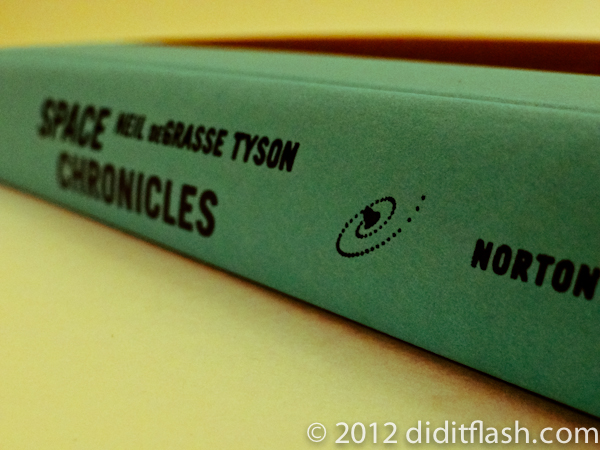 SPACE
CHRONICLES
NEIL deGRASSE TYSON
NORTON
© 2012 diditflash.com